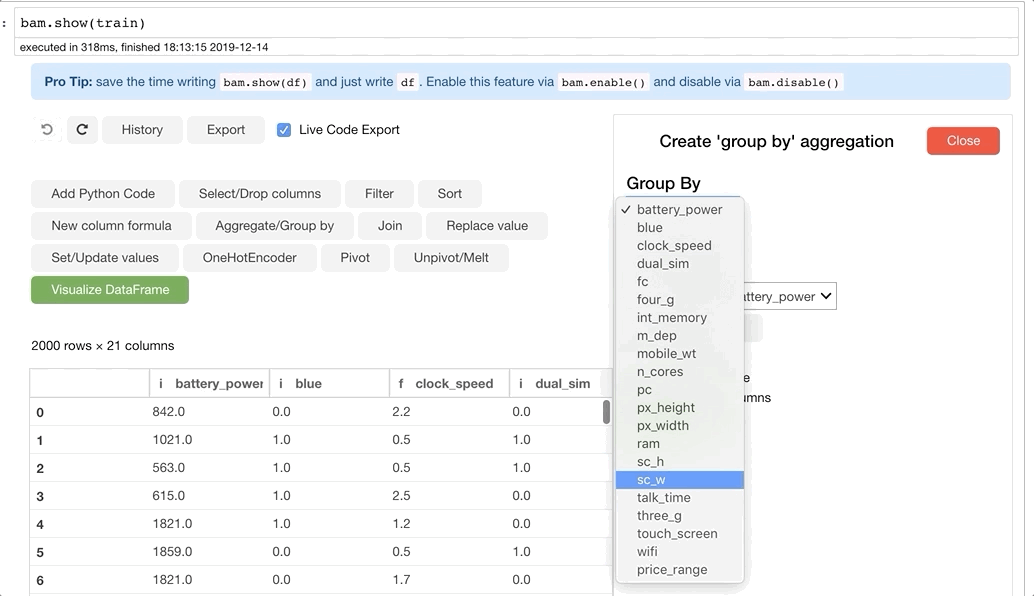 : bam.show(train)
executed in 318ms, finished 18:13:15 2019-12-14
Pro Tip: save the time writing bam.show(df) and just write df . Enable this feature via bam.enable() and disable via bam.disable()
History Export Live Code Export
Create 'group by' aggregation Close
Group By
Add Python Code Select/Drop columns Filter Sort
New column formula Aggregate/Group by Join Replace value
Set/Update values OneHotEncoder Pivot Unpivot/Melt
Visualize DataFrame
2000 rows × 21 columns
i battery_power i blue f clock_speed i dual_sim
0 842.0 0.0 2.2 0.0
1 1021.0 1.0 0.5 1.0
2 563.0 1.0 0.5 1.0
3 615.0 1.0 2.5 0.0
4 1821.0 1.0 1.2 0.0
5 1859.0 0.0 0.5 1.0
6 1821.0 0.0 1.7 0.0
✓ battery_power
blue
clock_speed
dual_sim
fc
four_g
int_memory
m_dep
mobile_wt
n_cores
pc
px_height
px_width
ram
sc_h
sc_w
talk_time
three_g
touch_screen
wifi
price_range
attery_power
e
umns